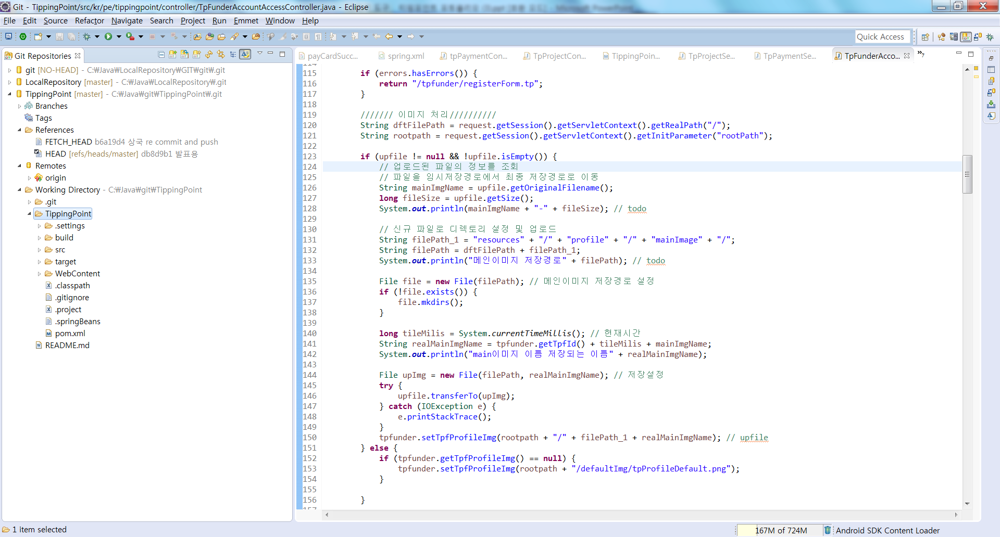 Git - TippingPoint/src/kr/pe/tippingpoint/controller/TpFunderAccountAccessController.java - Eclipse
File Edit Source Refactor Navigate Search Project Run Emmet Window Help
Quick Access
Git Repositories
git [NO-HEAD] - C:₩Java₩LocalRepository₩GIT₩git₩.git
LocalRepository [master] - C:₩Java₩LocalRepository₩.git
TippingPoint [master] - C:₩Java₩git₩TippingPoint₩.git
Branches
Tags
References
FETCH_HEAD b6a19d4 상국 re commit and push
HEAD [refs/heads/master] db8d9b1 발표용
Remotes
origin
Working Directory - C:₩Java₩git₩TippingPoint
.git
TippingPoint
.settings
build
src
target
WebContent
.classpath
.gitignore
.project
.springBeans
pom.xml
README.md
payCardSucc... spring.xml tpPaymentCon... TpProjectCon... TippingPoin... TpProjectSe... TpPaymentSe... TpFunderAcco... »7
115 if (errors.hasErrors()) {
116 return "/tpfunder/registerForm.tp";
117 }
118
119 /////// 이미지 처리//////////
120 String dftFilePath = request.getSession().getServletContext().getRealPath("/");
121 String rootpath = request.getSession().getServletContext().getInitParameter("rootPath");
122
123 if (upfile != null && !upfile.isEmpty()) {
124 // 업로드된 파일의 정보를 조회
125 // 파일을 임시저장경로에서 최종 저장경로로 이동
126 String mainImgName = upfile.getOriginalFilename();
127 long fileSize = upfile.getSize();
128 System.out.println(mainImgName + "-" + fileSize); // todo
129
130 // 신규 파일로 디렉토리 설정 및 업로드
131 String filePath_1 = "resources" + "/" + "profile" + "/" + "mainImage" + "/";
132 String filePath = dftFilePath + filePath_1;
133 System.out.println("메인이미지 저장경로" + filePath); // todo
134
135 File file = new File(filePath); // 메인이미지 저장경로 설정
136 if (!file.exists()) {
137 file.mkdirs();
138 }
139
140 long tileMilis = System.currentTimeMillis(); // 현재시간
141 String realMainImgName = tpfunder.getTpfId() + tileMilis + mainImgName;
142 System.out.println("main이미지 이름 저장되는 이름" + realMainImgName);
143
144 File upImg = new File(filePath, realMainImgName); // 저장설정
145 try {
146 upfile.transferTo(upImg);
147 } catch (IOException e) {
148 e.printStackTrace();
149 }
150 tpfunder.setTpfProfileImg(rootpath + "/" + filePath_1 + realMainImgName); // upfile
151 } else {
152 if (tpfunder.getTpfProfileImg() == null) {
153 tpfunder.setTpfProfileImg(rootpath + "/defaultImg/tpProfileDefault.png");
154 }
155
156 }
1 item selected
167M of 724M
Android SDK Content Loader